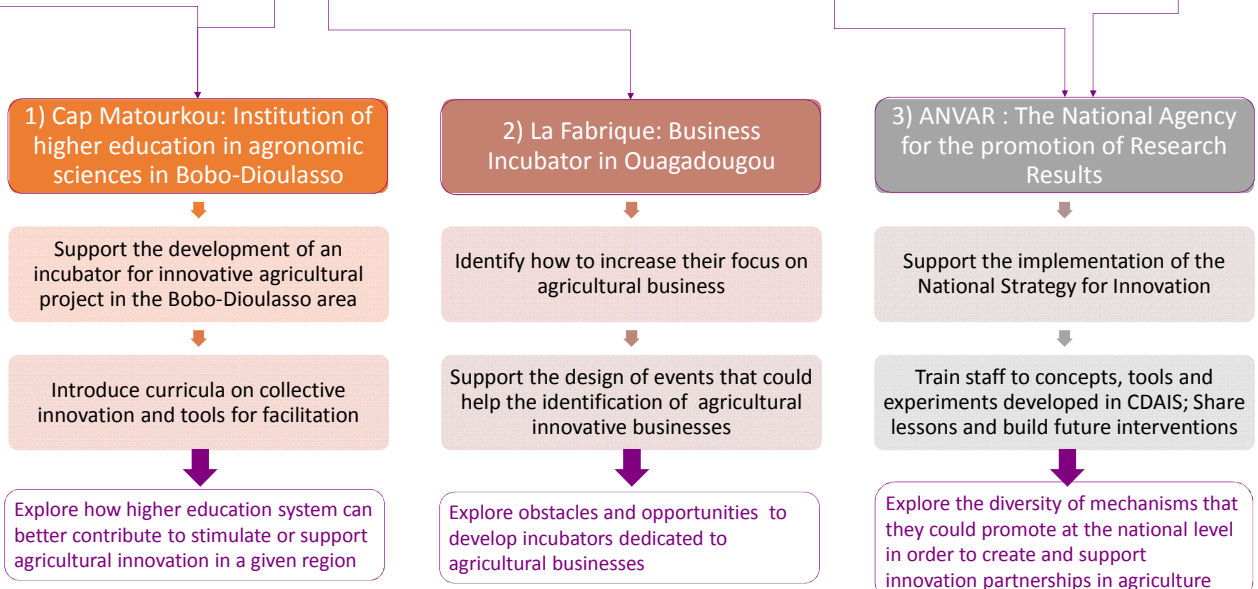 1) Cap Matourkou: Institution of
higher education in agronomic
sciences in Bobo-Dioulasso
Support the development of an
incubator for innovative agricultural
project in the Bobo-Dioulasso area
Introduce curricula on collective
innovation and tools for facilitation
Explore how higher education system can
better contribute to stimulate or support
agricultural innovation in a given region
2) La Fabrique: Business
Incubator in Ouagadougou
Identify how to increase their focus on
agricultural business
Support the design of events that could
help the identification of agricultural
innovative businesses
Explore obstacles and opportunities to
develop incubators dedicated to
agricultural businesses
3) ANVAR : The National Agency
for the promotion of Research
Results
Support the implementation of the
National Strategy for Innovation
Train staff to concepts, tools and
experiments developed in CDAIS; Share
lessons and build future interventions
Explore the diversity of mechanisms that
they could promote at the national level
in order to create and support
innovation partnerships in agriculture